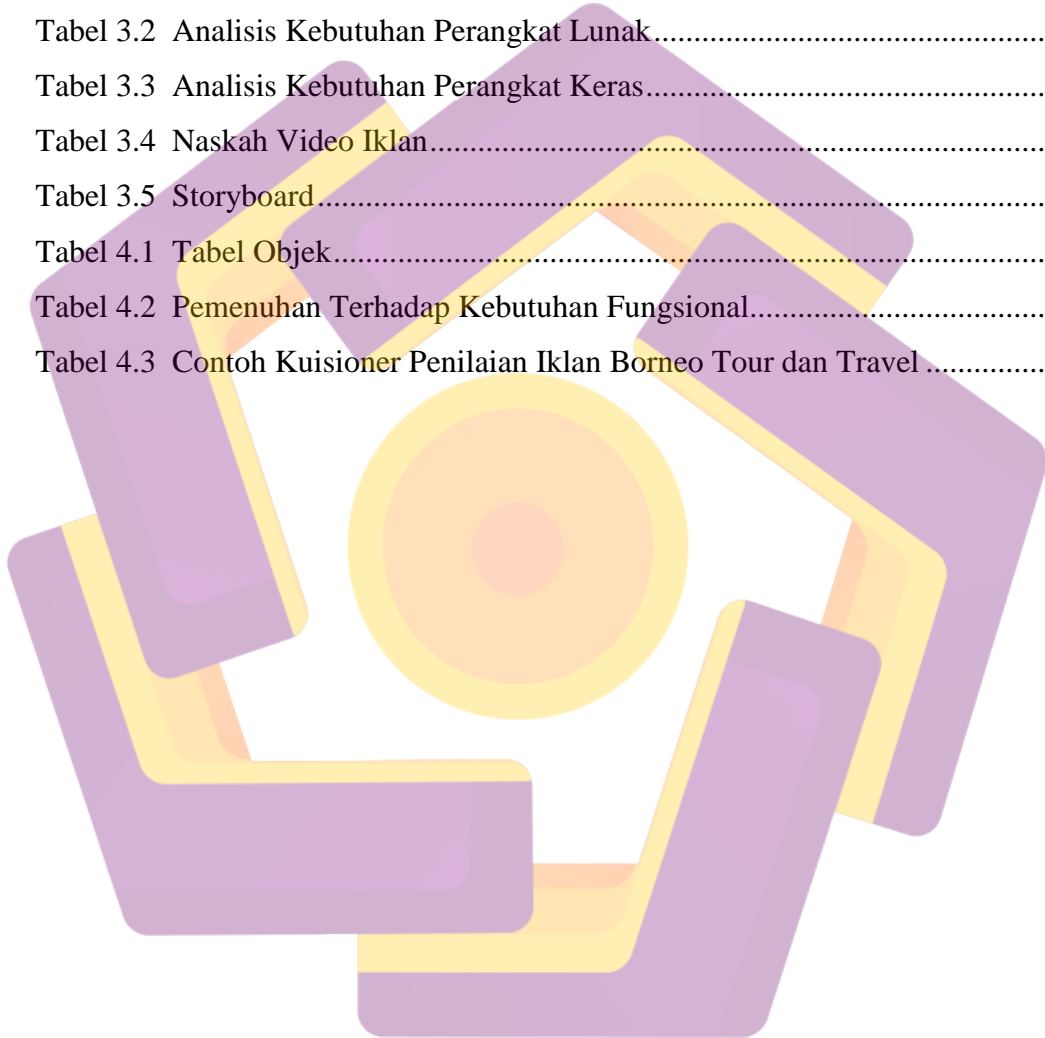 Tabel 3.2 Analisis Kebutuhan Perangkat Lunak................................................
Tabel 3.3 Analisis Kebutuhan Perangkat Keras.................................................
Tabel 3.4 Naskah Video Iklan............................................................................
Tabel 3.5 Storyboard..........................................................................................
Tabel 4.1 Tabel Objek........................................................................................
Tabel 4.2 Pemenuhan Terhadap Kebutuhan Fungsional....................................
Tabel 4.3 Contoh Kuisioner Penilaian Iklan Borneo Tour dan Travel ...............